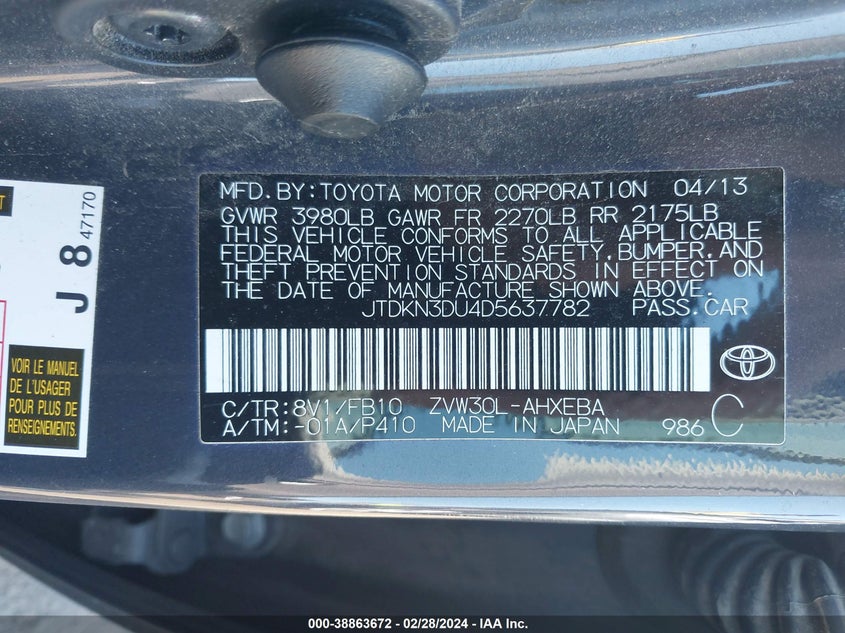 MFD.BY:TOYOTA MOTOR CORPORATION 04/13
GVWR 3980LB GAWR FR 2270LB RR 2175LB
THIS VEHICLE CONFORMS TO ALL APPLICABLE
FEDERAL MOTOR VEHICLE SAFETY,BUMPER,AND
THEFT PREVENTION STANDARDS IN EFFECT ON
THE DATE OF MANUFACTURE SHOWN ABOVE.
JTDKN3DU4D5637782 PASS.CAR
C/TR:8V1/FB10 ZVW30L-AHXEBA
A/TM:-01A/P410 MADE IN JAPAN 986 C
J 8 47170
VOIR LE MANUEL
DE L'USAGER
POUR PLUS DE
RENSEIGNEMENTS.
000-38863672 - 02/28/2024 - IAA Inc.